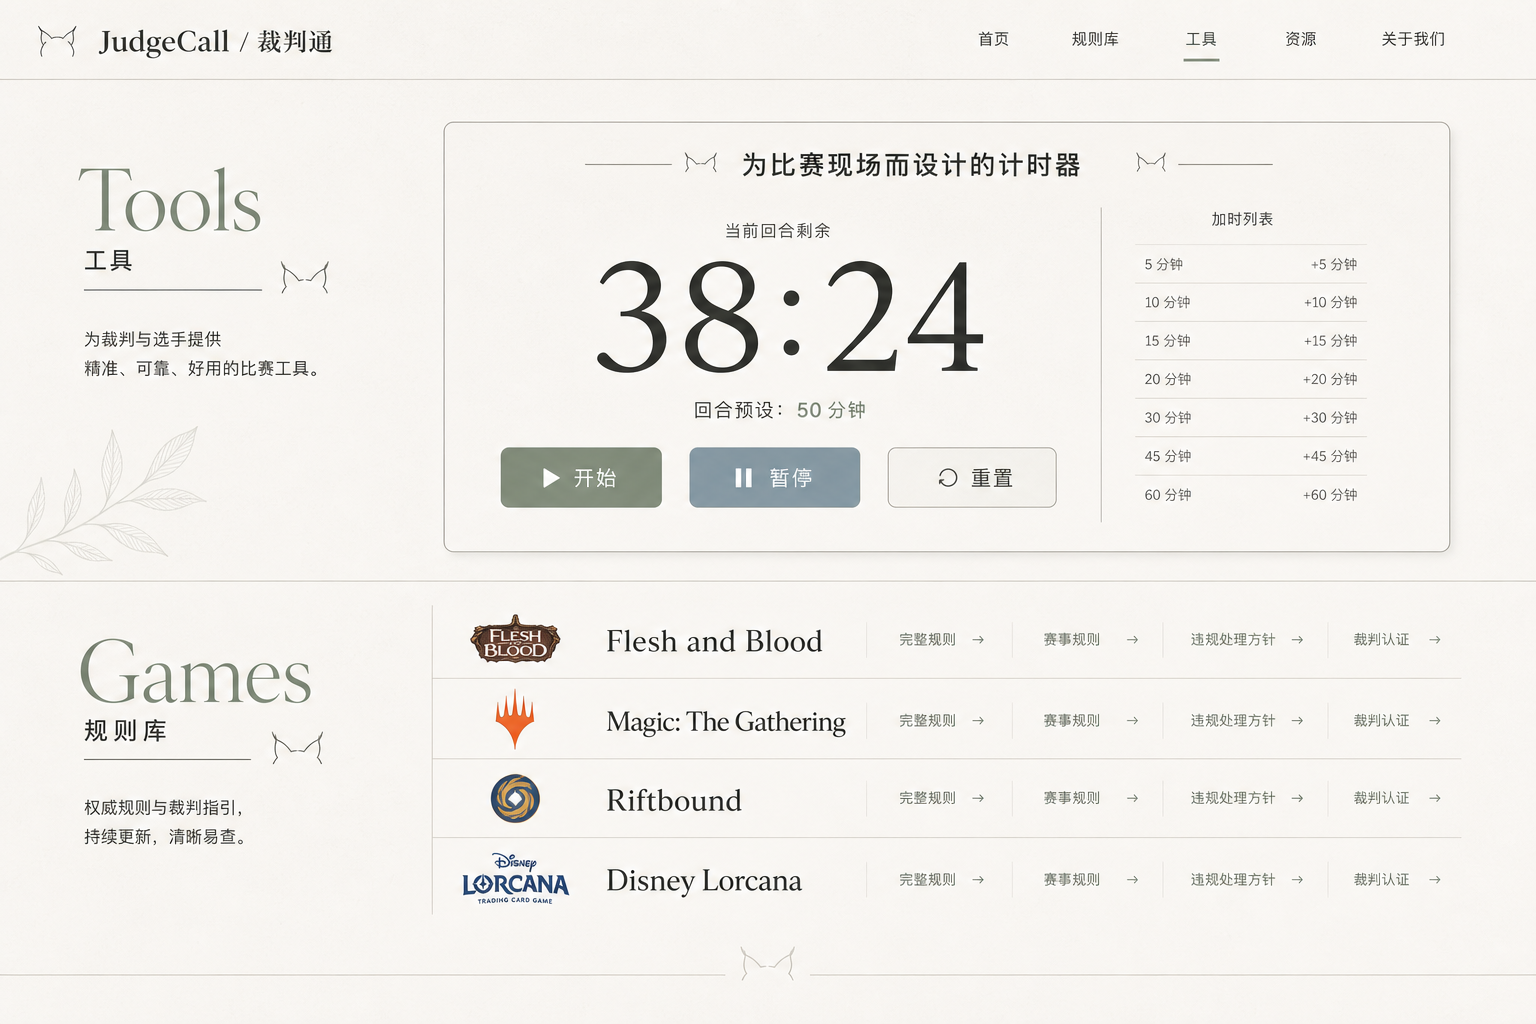 JudgeCall / 裁判通
首页
规则库
工具
资源
关于我们
Tools
工具
为裁判与选手提供
精准、可靠、好用的比赛工具。
为比赛现场而设计的计时器
当前回合剩余
38:24
回合预设：50 分钟
开始
暂停
重置
加时列表
5 分钟 +5 分钟
10 分钟 +10 分钟
15 分钟 +15 分钟
20 分钟 +20 分钟
30 分钟 +30 分钟
45 分钟 +45 分钟
60 分钟 +60 分钟
Games
规则库
权威规则与裁判指引，
持续更新，清晰易查。
FLESH
AND
BLOOD
Flesh and Blood
完整规则 →
赛事规则 →
违规处理方针 →
裁判认证 →
Magic: The Gathering
完整规则 →
赛事规则 →
违规处理方针 →
裁判认证 →
Riftbound
完整规则 →
赛事规则 →
违规处理方针 →
裁判认证 →
Disney
LORCANA
TRADING CARD GAME
Disney Lorcana
完整规则 →
赛事规则 →
违规处理方针 →
裁判认证 →